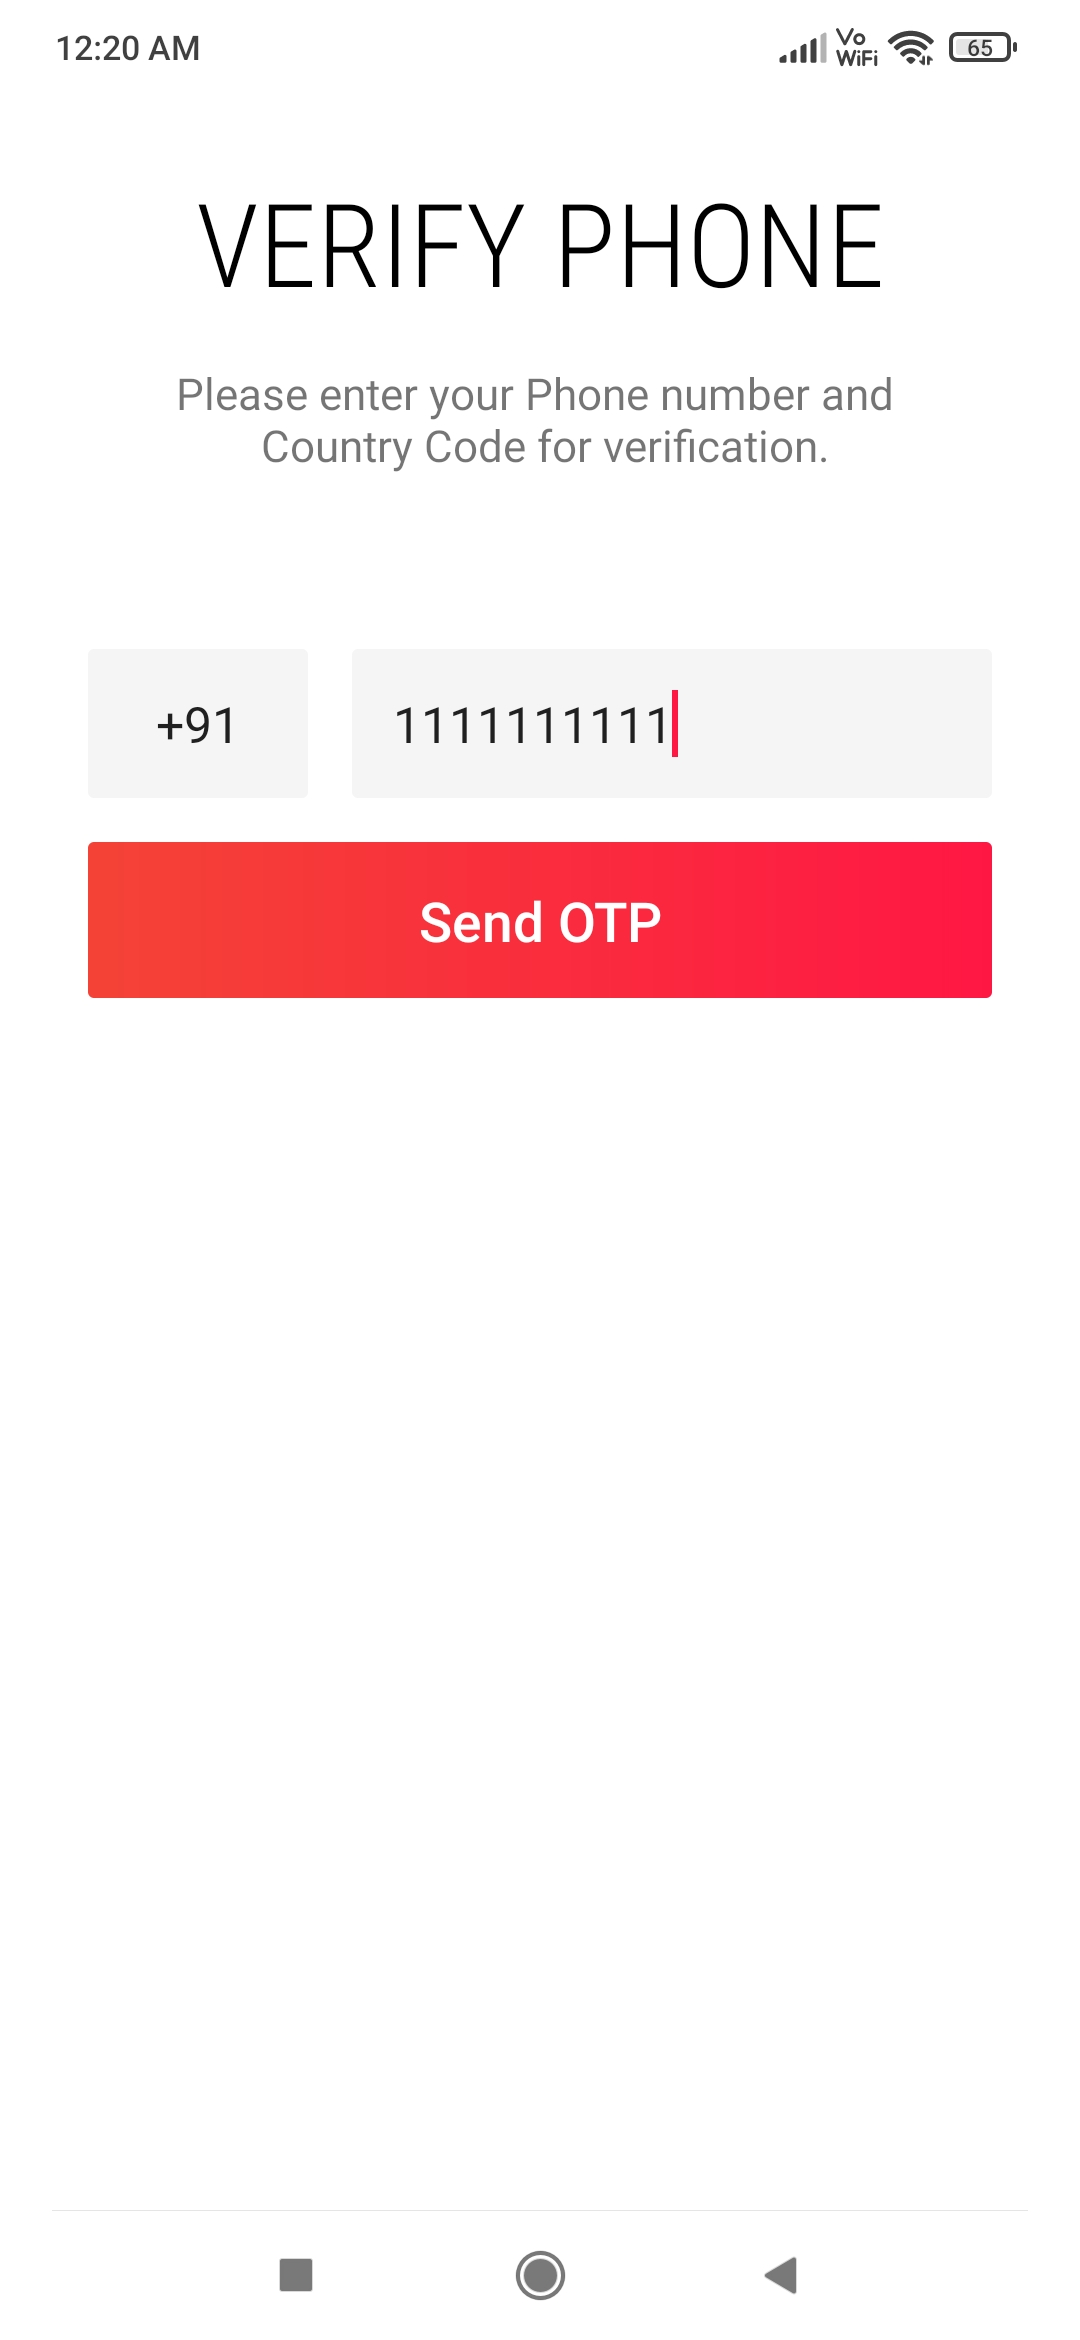 12:20 AM
Vo
WiFi
65
VERIFY PHONE
Please enter your Phone number and
Country Code for verification.
+91
1111111111
Send OTP